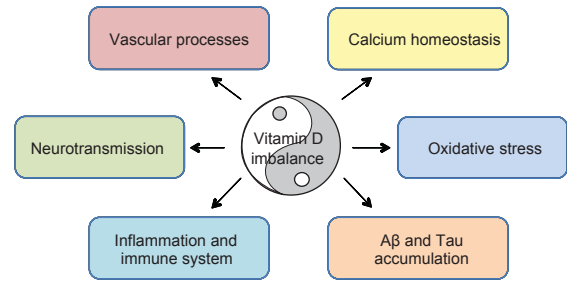 Vascular processes
Calcium homeostasis
Neurotransmission
Vitamin D
imbalance
Oxidative stress
Inflammation and
immune system
Aβ and Tau
accumulation